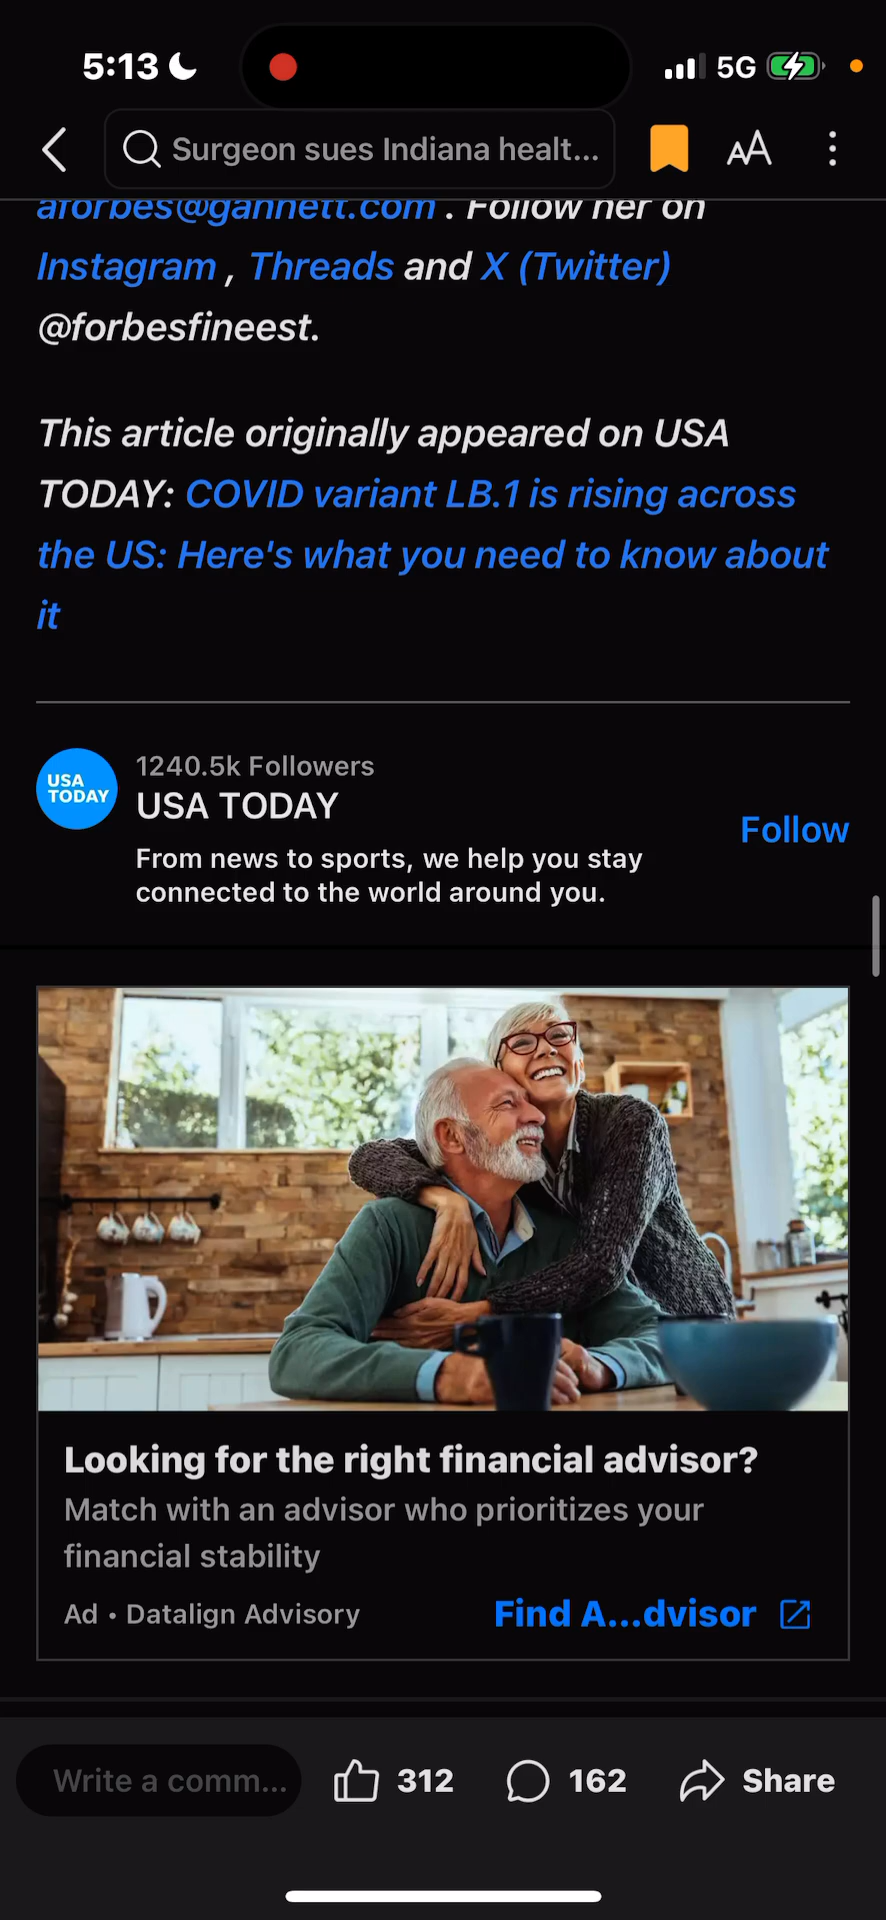 5:13
5G
Surgeon sues Indiana healt...
aforbes@gannett.com . Follow her on
Instagram , Threads and X (Twitter)
@forbesfineest.
This article originally appeared on USA
TODAY: COVID variant LB.1 is rising across
the US: Here's what you need to know about
it
USA
TODAY
1240.5k Followers
USA TODAY
From news to sports, we help you stay
connected to the world around you.
Follow
Looking for the right financial advisor?
Match with an advisor who prioritizes your
financial stability
Ad • Datalign Advisory
Find A...dvisor
Write a comm...
312
162
Share